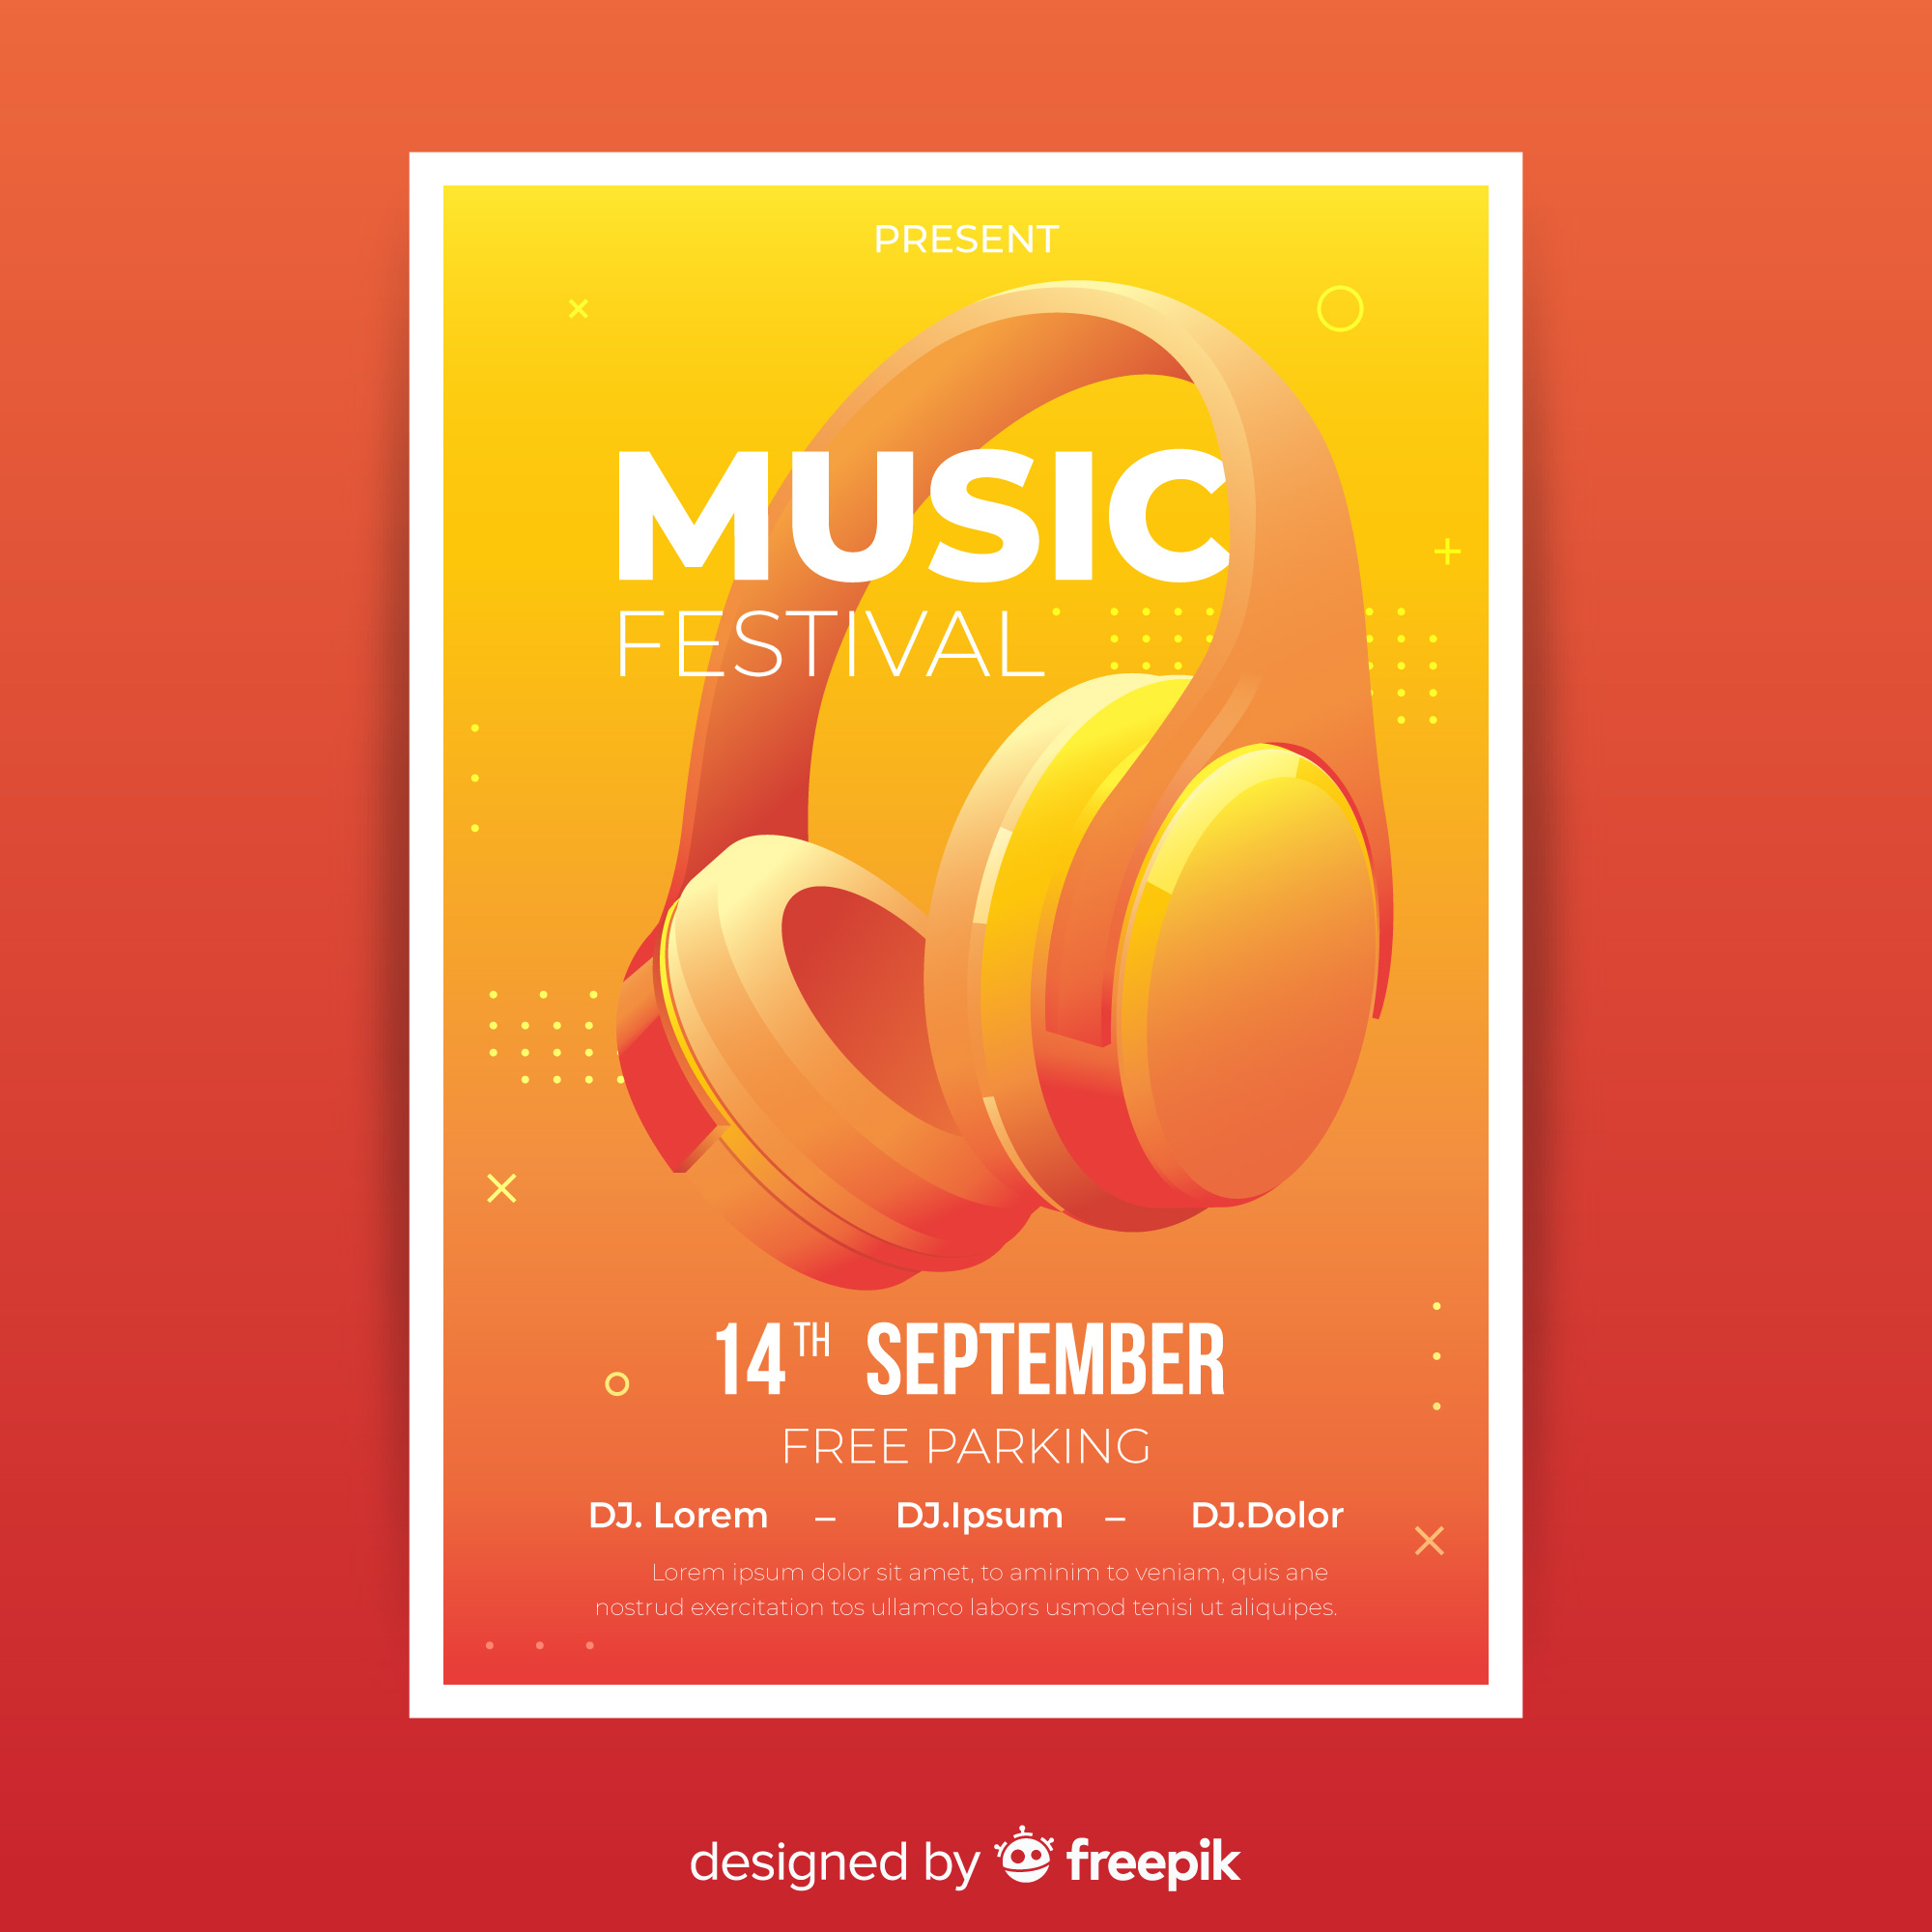 PRESENT
MUSIC
FESTIVAL
14TH SEPTEMBER
FREE PARKING
DJ. Lorem – DJ.Ipsum – DJ.Dolor
Lorem ipsum dolor sit amet, to aminim to veniam, quis ane
nostrud exercitation tos ullamco labors usmod tenisi ut aliquipes.
designed by freepik